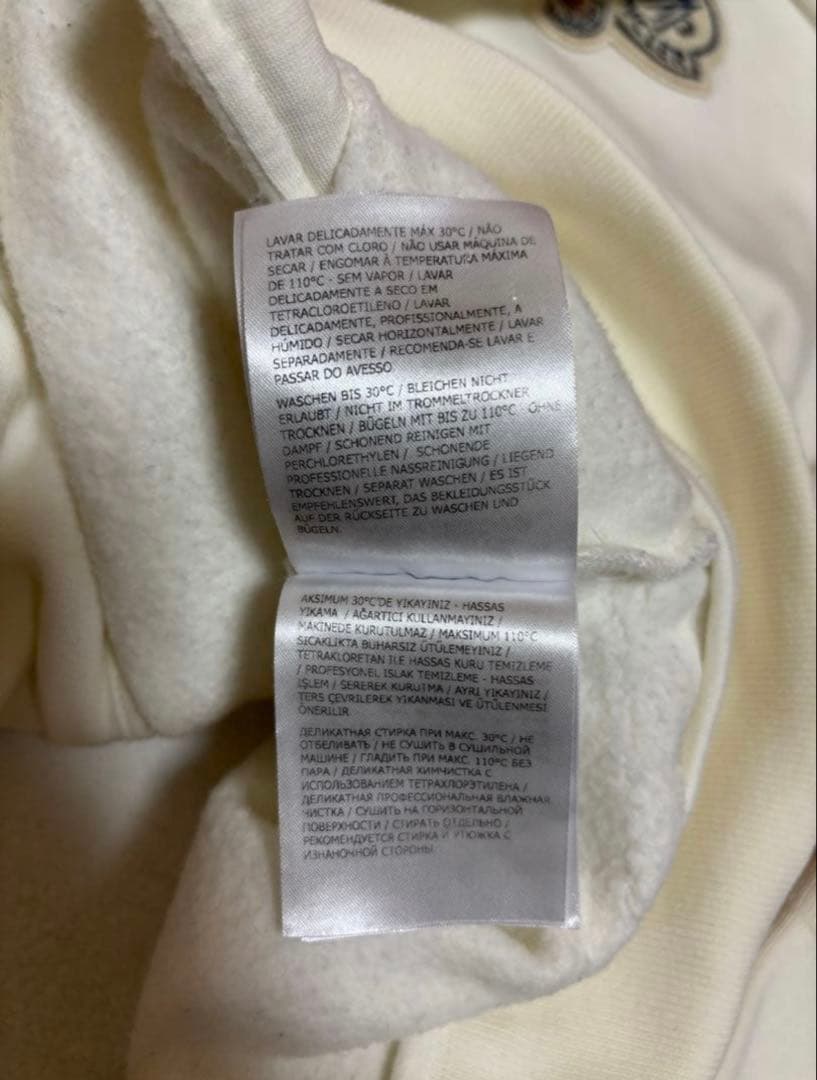 LAVAR DELICADAMENTE MÁX 30°C / NÃO
TRATAR COM CLORO / NÃO USAR MÁQUINA DE
SECAR / ENGOMAR À TEMPERATURA MÁXIMA
DE 110°C - SEM VAPOR / LAVAR
DELICADAMENTE A SECO EM
TETRACLOROETILENO / LAVAR
DELICADAMENTE, PROFISSIONALMENTE, A
HÚMIDO / SECAR HORIZONTALMENTE / LAVAR
SEPARADAMENTE / RECOMENDA-SE LAVAR E
PASSAR DO AVESSO
WASCHEN BIS 30°C / BLEICHEN NICHT
ERLAUBT / NICHT IM TROMMELTROCKNER
TROCKNEN / BÜGELN MIT BIS ZU 110°C - OHNE
DAMPF / SCHONEND REINIGEN MIT
PERCHLORETHYLEN / SCHONENDE
PROFESSIONELLE NASSREINIGUNG / LIEGEND
TROCKNEN / SEPARAT WASCHEN / ES IST
EMPFEHLENSWERT, DAS BEKLEIDUNGSSTÜCK
AUF DER RÜCKSEITE ZU WASCHEN UND
BÜGELN.
AKSIMUM 30°C'DE YIKAYINIZ - HASSAS
YIKAMA / AĞARTICI KULLANMAYINIZ /
MAKINEDE KURUTULMAZ / MAKSIMUM 110°C
SICAKLIKTA BUHARSIZ ÜTÜLEMEYINIZ /
TETRAKLORETAN ILE HASSAS KURU TEMIZLEME
/ PROFESYONEL ISLAK TEMIZLEME - HASSAS
IŞLEM / SEREREK KURUTMA / AYRI YIKAYINIZ /
TERS ÇEVRILEREK YIKANMASI VE ÜTÜLENMESI
ÖNERILIR
ДЕЛИКАТНАЯ СТИРКА ПРИ МАКС. 30°C / НЕ
ОТБЕЛИВАТЬ / НЕ СУШИТЬ В СУШИЛЬНОЙ
МАШИНЕ / ГЛАДИТЬ ПРИ МАКС. 110°C БЕЗ
ПАРА / ДЕЛИКАТНАЯ ХИМЧИСТКА С
ИСПОЛЬЗОВАНИЕМ ТЕТРАХЛОРЭТИЛЕНА /
ДЕЛИКАТНАЯ ПРОФЕССИОНАЛЬНАЯ ВЛАЖНАЯ
ЧИСТКА / СУШИТЬ НА ГОРИЗОНТАЛЬНОЙ
ПОВЕРХНОСТИ / СТИРАТЬ ОТДЕЛЬНО /
РЕКОМЕНДУЕТСЯ СТИРКА И УТЮЖКА С
ИЗНАНОЧНОЙ СТОРОНЫ